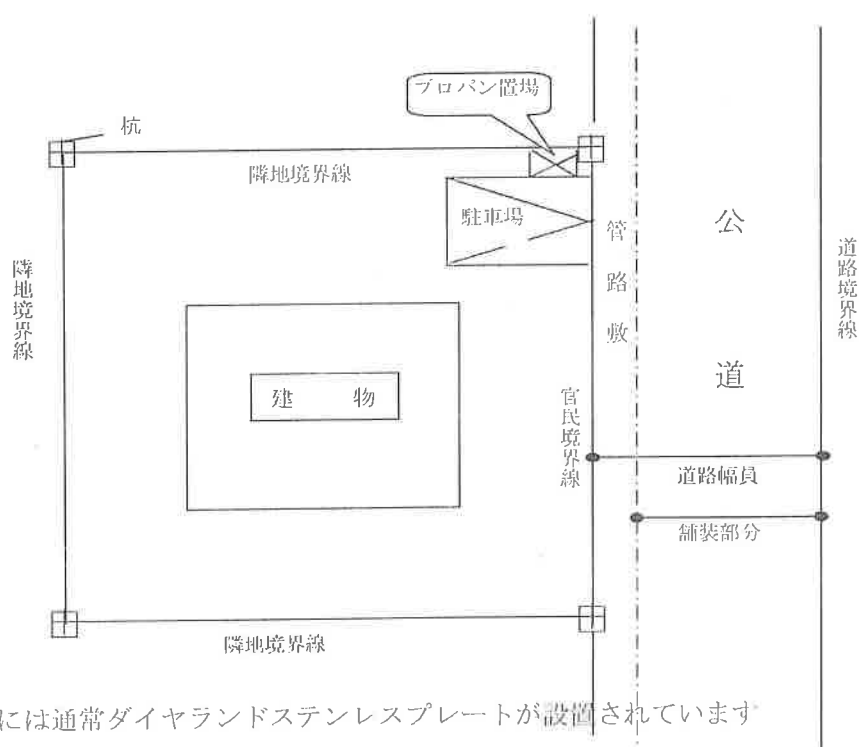 プロパン置場
杭
隣地境界線
駐車場
管路敷
公道
道路境界線
隣地境界線
建物
官民境界線
道路幅員
舗装部分
隣地境界線
には通常ダイヤランドステンレスプレートが設置されています